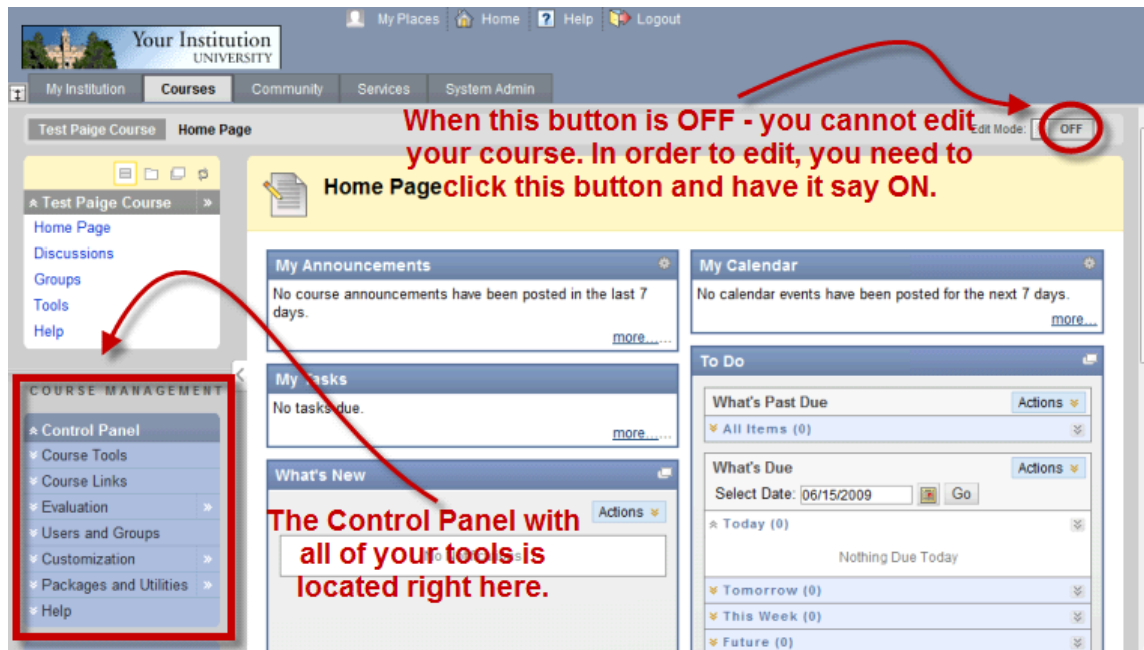 My Places Home ? Help Logout
Your Institution
UNIVERSITY
My Institution Courses Community Services System Admin
Test Paige Course Home Page
Edit Mode: OFF
When this button is OFF - you cannot edit
your course. In order to edit, you need to
click this button and have it say ON.
Home Page
Test Paige Course
Home Page
Discussions
Groups
Tools
Help
COURSE MANAGEMENT
Control Panel
Course Tools
Course Links
Evaluation
Users and Groups
Customization
Packages and Utilities
Help
My Announcements
No course announcements have been posted in the last 7
days.
more......
My Tasks
No tasks due.
more......
What's New
Actions
The Control Panel with
all of your tools is
located right here.
My Calendar
No calendar events have been posted for the next 7 days.
more...
To Do
What's Past Due Actions
All Items (0)
What's Due Actions
Select Date: 06/15/2009 Go
Today (0)
Nothing Due Today
Tomorrow (0)
This Week (0)
Future (0)